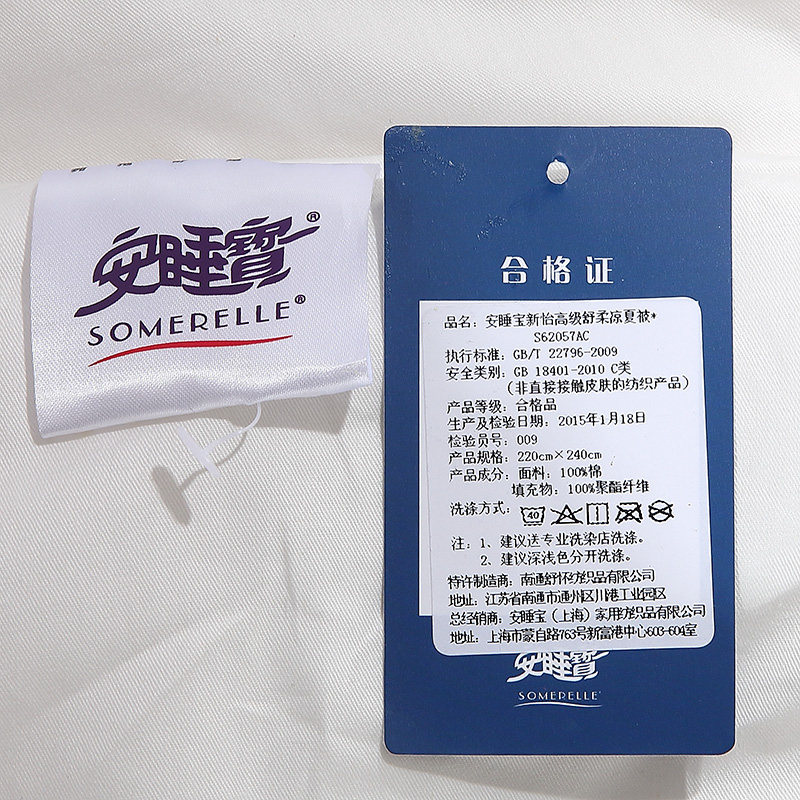 安睡寶®
SOMERELLE®
合格证
品名: 安睡宝新怡高级舒柔凉夏被*
S62057AC
执行标准: GB/T 22796-2009
安全类别: GB 18401-2010 C类
(非直接接触皮肤的纺织产品)
产品等级: 合格品
生产及检验日期: 2015年1月18日
检验员号: 009
产品规格: 220cm×240cm
产品成分: 面料: 100%棉
填充物: 100%聚酯纤维
洗涤方式: 40
注: 1、建议送专业洗染店洗涤。
2、建议深浅色分开洗涤。
特许制造商: 南通舒怀纺织品有限公司
地址: 江苏省南通市通州区川港工业园区
总经销商: 安睡宝(上海)家用纺织品有限公司
地址: 上海市蒙自路763号新富港中心603-604室
安睡寶
SOMERELLE